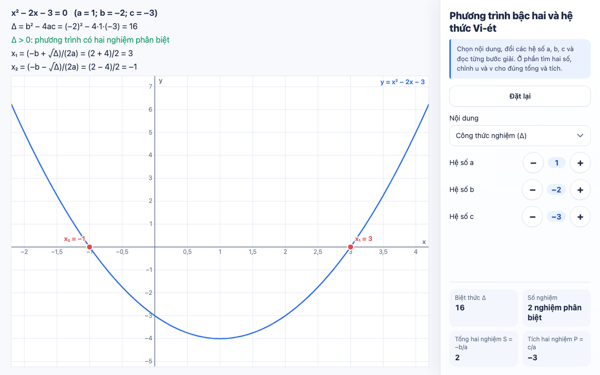 x² − 2x − 3 = 0 (a = 1; b = −2; c = −3)
Δ = b² − 4ac = (−2)² − 4·1·(−3) = 16
Δ > 0: phương trình có hai nghiệm phân biệt
x₁ = (−b + √Δ)/(2a) = (2 + 4)/2 = 3
x₂ = (−b − √Δ)/(2a) = (2 − 4)/2 = −1
y
y = x² − 2x − 3
7
6
5
4
3
2
1
x₂ = −1
x₁ = 3
x
−2
−1,5
−1
−0,5
0,5
1
1,5
2
2,5
3
3,5
4
−1
−2
−3
−4
−5
Phương trình bậc hai và hệ
thức Vi-ét
Chọn nội dung, đổi các hệ số a, b, c và
đọc từng bước giải. Ở phần tìm hai số,
chỉnh u và v cho đúng tổng và tích.
Đặt lại
Nội dung
Công thức nghiệm (Δ)
Hệ số a − 1 +
Hệ số b − −2 +
Hệ số c − −3 +
Biệt thức Δ
16
Số nghiệm
2 nghiệm phân
biệt
Tổng hai nghiệm S =
−b/a
2
Tích hai nghiệm P =
c/a
−3